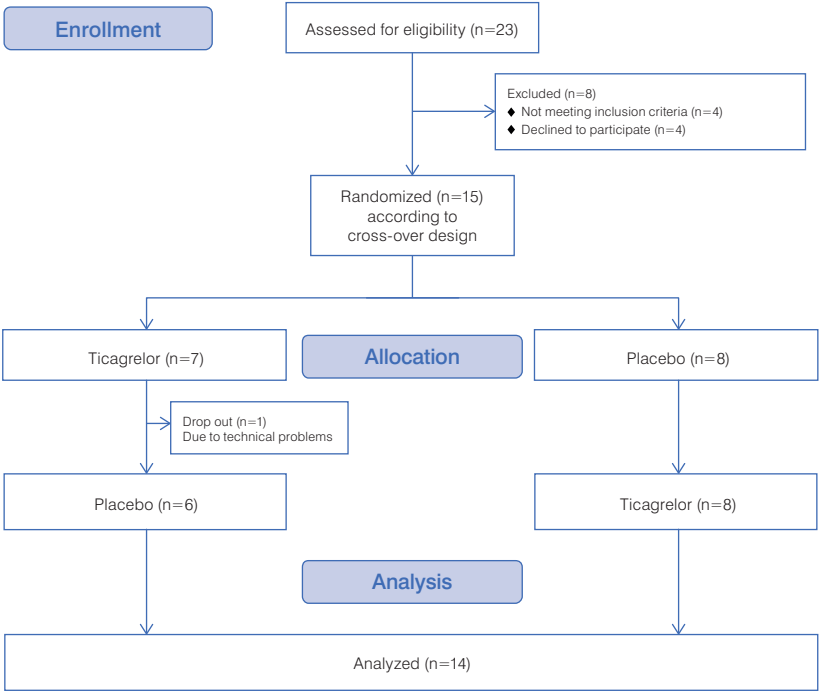 Enrollment
Assessed for eligibility (n=23)
Excluded (n=8)
♦ Not meeting inclusion criteria (n=4)
♦ Declined to participate (n=4)
Randomized (n=15)
according to
cross-over design
Ticagrelor (n=7)
Allocation
Placebo (n=8)
Drop out (n=1)
Due to technical problems
Placebo (n=6)
Ticagrelor (n=8)
Analysis
Analyzed (n=14)